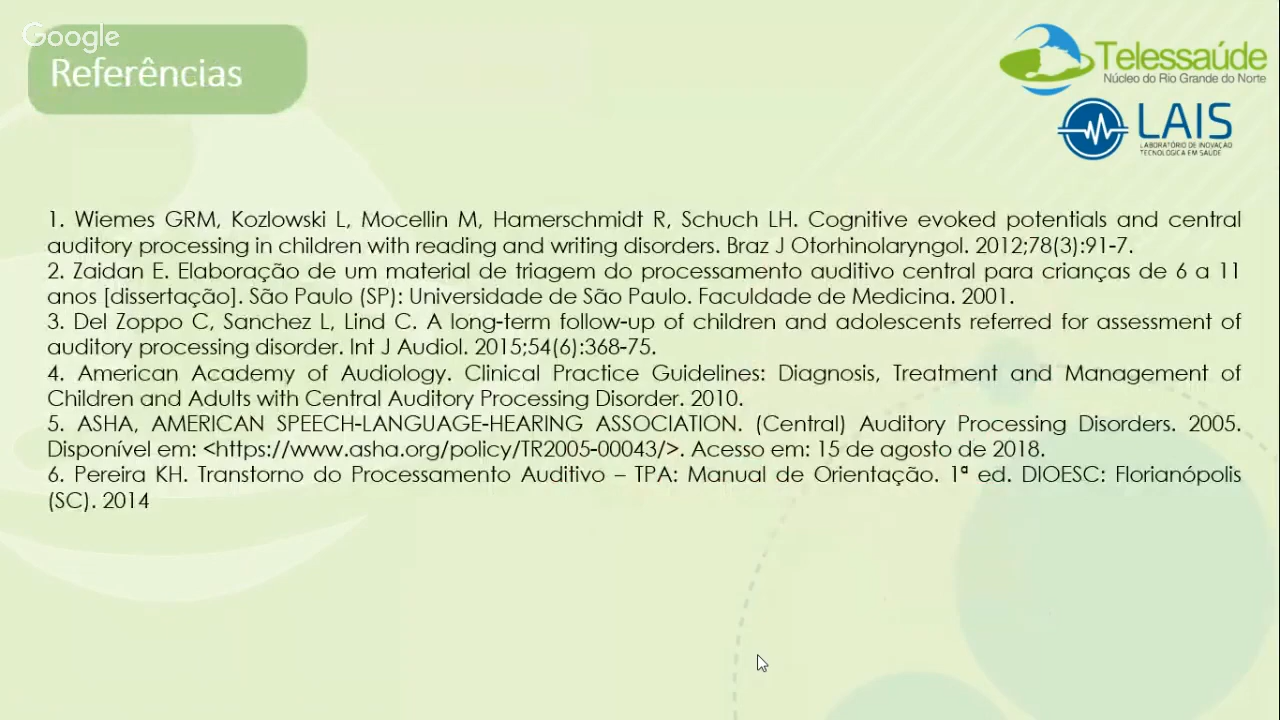 Google
Referências
Telessaúde
Núcleo do Rio Grande do Norte
LAIS
LABORATÓRIO DE INOVAÇÃO
TECNOLÓGICA EM SAÚDE
1. Wiemes GRM, Kozlowski L, Mocellin M, Hamerschmidt R, Schuch LH. Cognitive evoked potentials and central
auditory processing in children with reading and writing disorders. Braz J Otorhinolaryngol. 2012;78(3):91-7.
2. Zaidan E. Elaboração de um material de triagem do processamento auditivo central para crianças de 6 a 11
anos [dissertação]. São Paulo (SP): Universidade de São Paulo. Faculdade de Medicina. 2001.
3. Del Zoppo C, Sanchez L, Lind C. A long-term follow-up of children and adolescents referred for assessment of
auditory processing disorder. Int J Audiol. 2015;54(6):368-75.
4. American Academy of Audiology. Clinical Practice Guidelines: Diagnosis, Treatment and Management of
Children and Adults with Central Auditory Processing Disorder. 2010.
5. ASHA, AMERICAN SPEECH-LANGUAGE-HEARING ASSOCIATION. (Central) Auditory Processing Disorders. 2005.
Disponível em: <https://www.asha.org/policy/TR2005-00043/>. Acesso em: 15 de agosto de 2018.
6. Pereira KH. Transtorno do Processamento Auditivo – TPA: Manual de Orientação. 1ª ed. DIOESC: Florianópolis
(SC). 2014